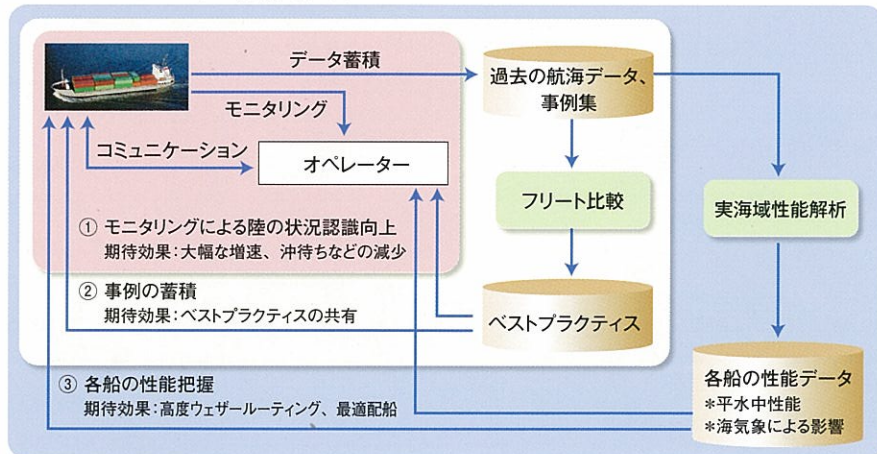 データ蓄積
モニタリング
コミュニケーション
オペレーター
過去の航海データ、
事例集
フリート比較
実海域性能解析
① モニタリングによる陸の状況認識向上
期待効果:大幅な増速、沖待ちなどの減少
② 事例の蓄積
期待効果:ベストプラクティスの共有
ベストプラクティス
③ 各船の性能把握
期待効果:高度ウェザールーティング、最適配船
各船の性能データ
*平水中性能
*海気象による影響